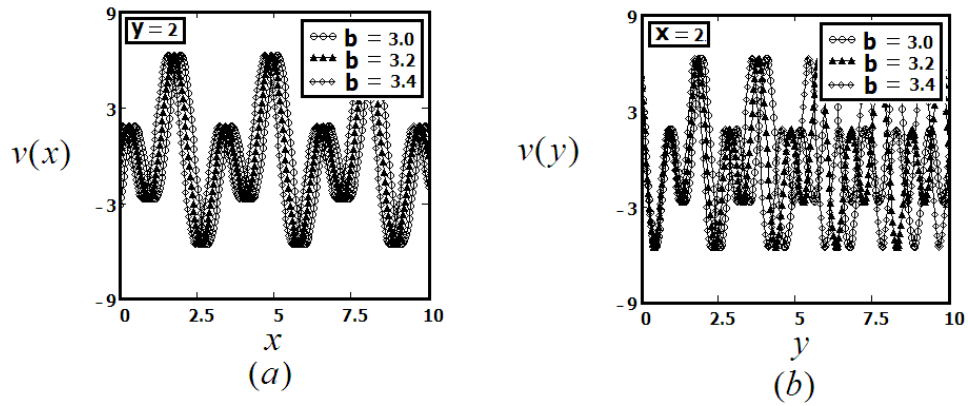 9
3
-3
-9
v(x)
y = 2
b = 3.0
b = 3.2
b = 3.4
0 2.5 5 7.5 10
x
(a)
9
3
-3
-9
v(y)
x = 2
b = 3.0
b = 3.2
b = 3.4
0 2.5 5 7.5 10
y
(b)